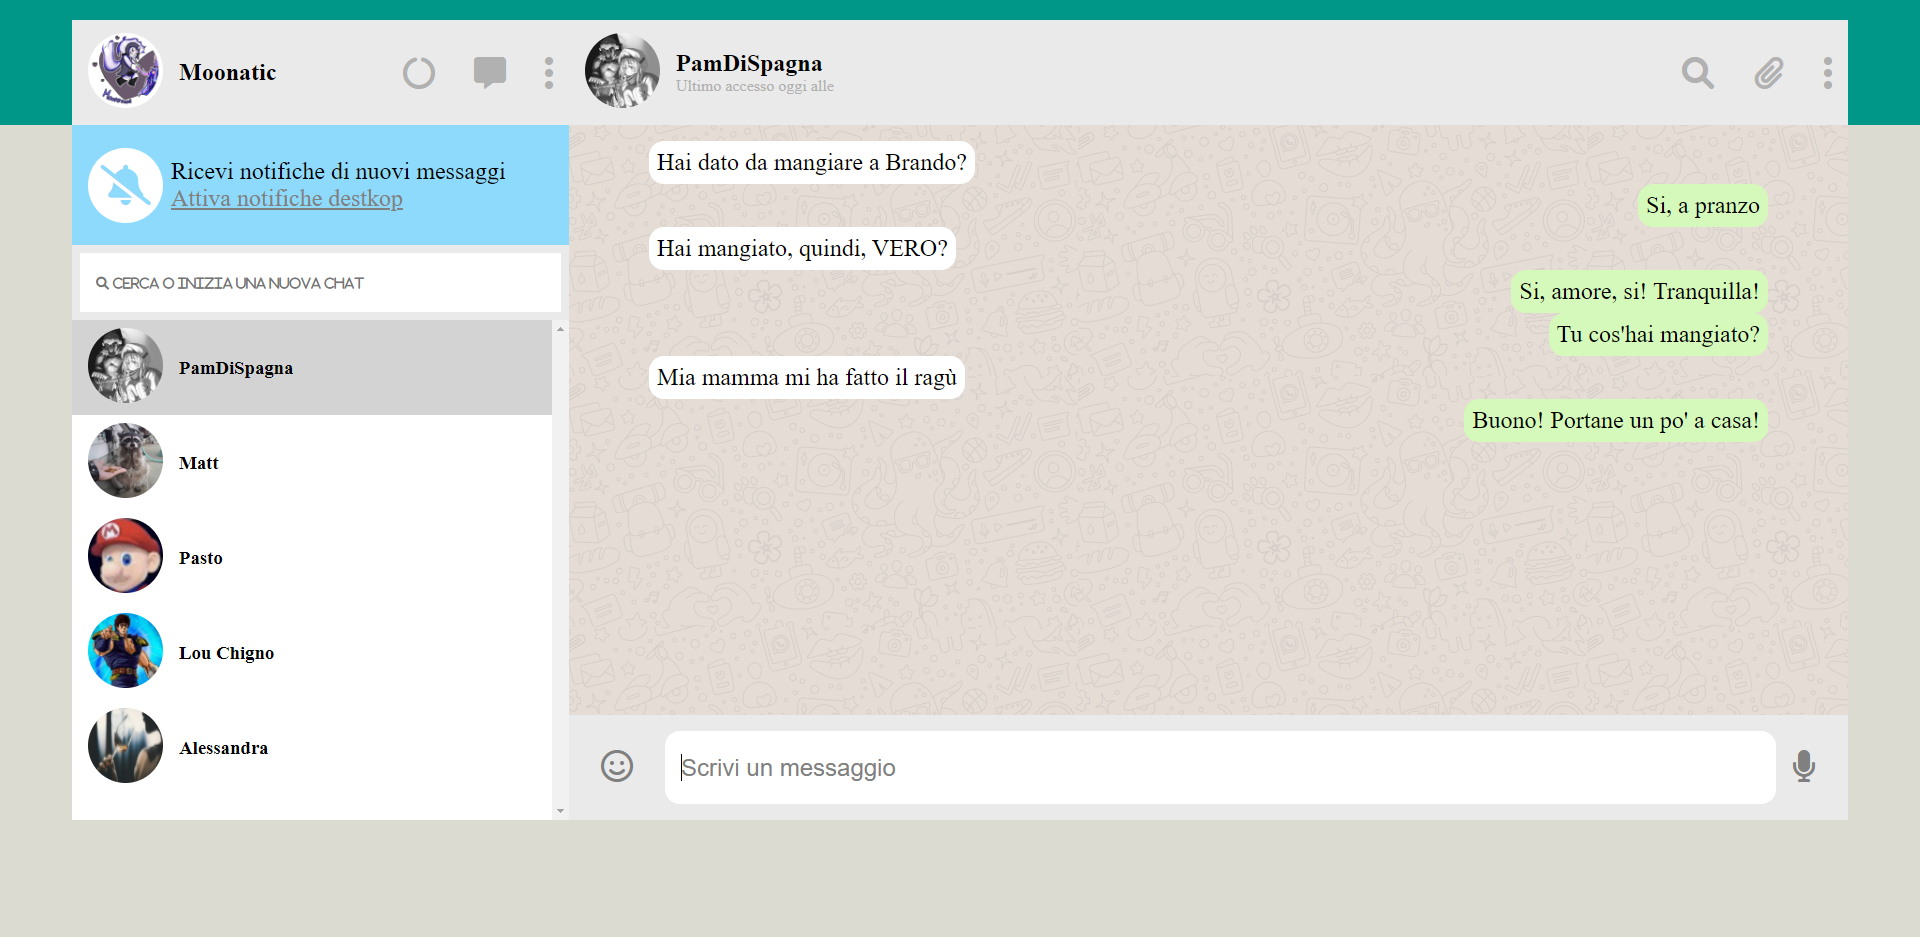 Moonatic
PamDiSpagna
Ultimo accesso oggi alle
Ricevi notifiche di nuovi messaggi
Attiva notifiche destkop
CERCA O INIZIA UNA NUOVA CHAT
PamDiSpagna
Matt
Pasto
Lou Chigno
Alessandra
Hai dato da mangiare a Brando?
Si, a pranzo
Hai mangiato, quindi, VERO?
Si, amore, si! Tranquilla!
Tu cos'hai mangiato?
Mia mamma mi ha fatto il ragù
Buono! Portane un po' a casa!
Scrivi un messaggio